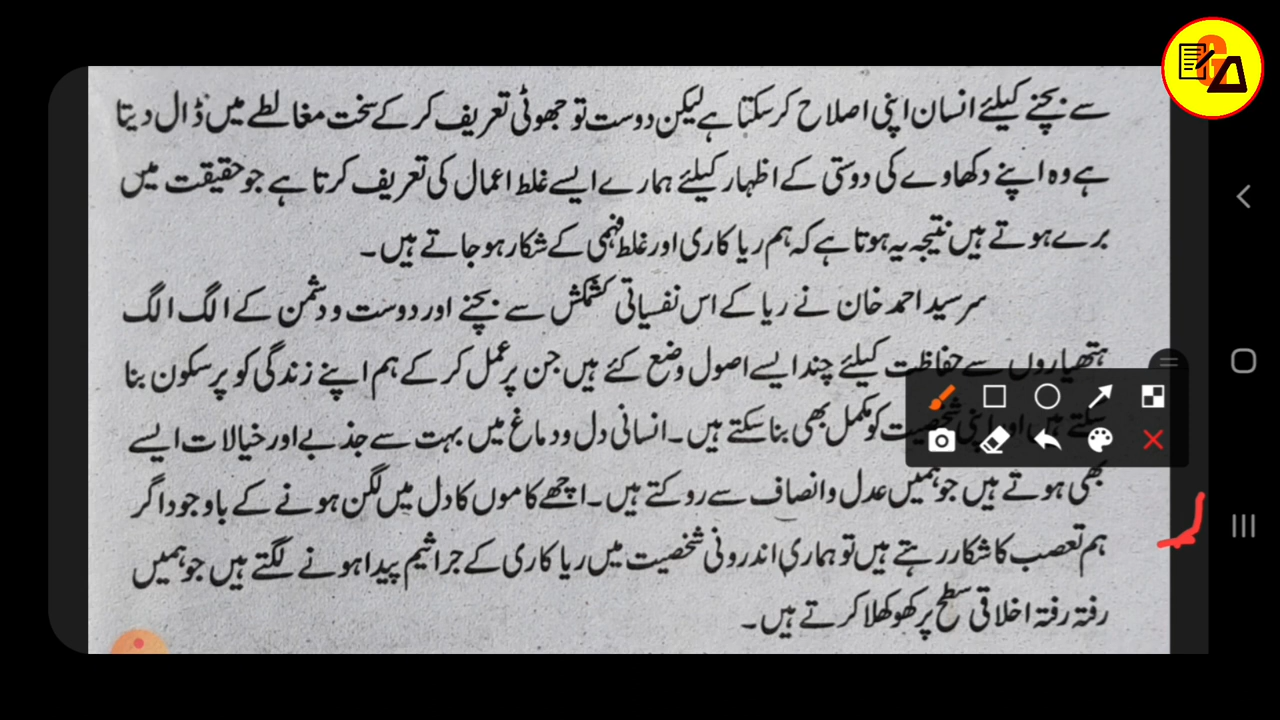 سے بچنے کیلئے انسان اپنی اصلاح کرسکتا ہے لیکن دوست تو جھوٹی تعریف کر کے سخت مغالطے میں ڈال دیتا
ہے وہ اپنے دکھاوے کی دوستی کے اظہار کیلئے ہمارے ایسے غلط اعمال کی تعریف کرتا ہے جو حقیقت میں
برے ہوتے ہیں نتیجہ یہ ہوتا ہے کہ ہم ریا کاری اور غلط فہمی کے شکار ہو جاتے ہیں۔
سرسید احمد خان نے ریا کے اس نفسیاتی کشمکش سے بچنے اور دوست و دشمن کے الگ الگ
ہتھیاروں سے حفاظت کیلئے چند ایسے اصول وضع کئے ہیں جن پر عمل کر کے ہم اپنے زندگی کو پرسکون بنا
سکتے ہیں اور اپنی شخصیت کو مکمل بھی بنا سکتے ہیں۔ انسانی دل و دماغ میں بہت سے جذبے اور خیالات ایسے
بھی ہوتے ہیں جو ہمیں عدل و انصاف سے روکتے ہیں۔ اچھے کاموں کا دل میں لگن ہونے کے باوجود اگر
ہم تعصب کا شکار رہتے ہیں تو ہماری اندرونی شخصیت میں ریا کاری کے جراثیم پیدا ہونے لگتے ہیں جو ہمیں
رفتہ رفتہ اخلاقی سطح پر کھوکھلا کرتے ہیں۔